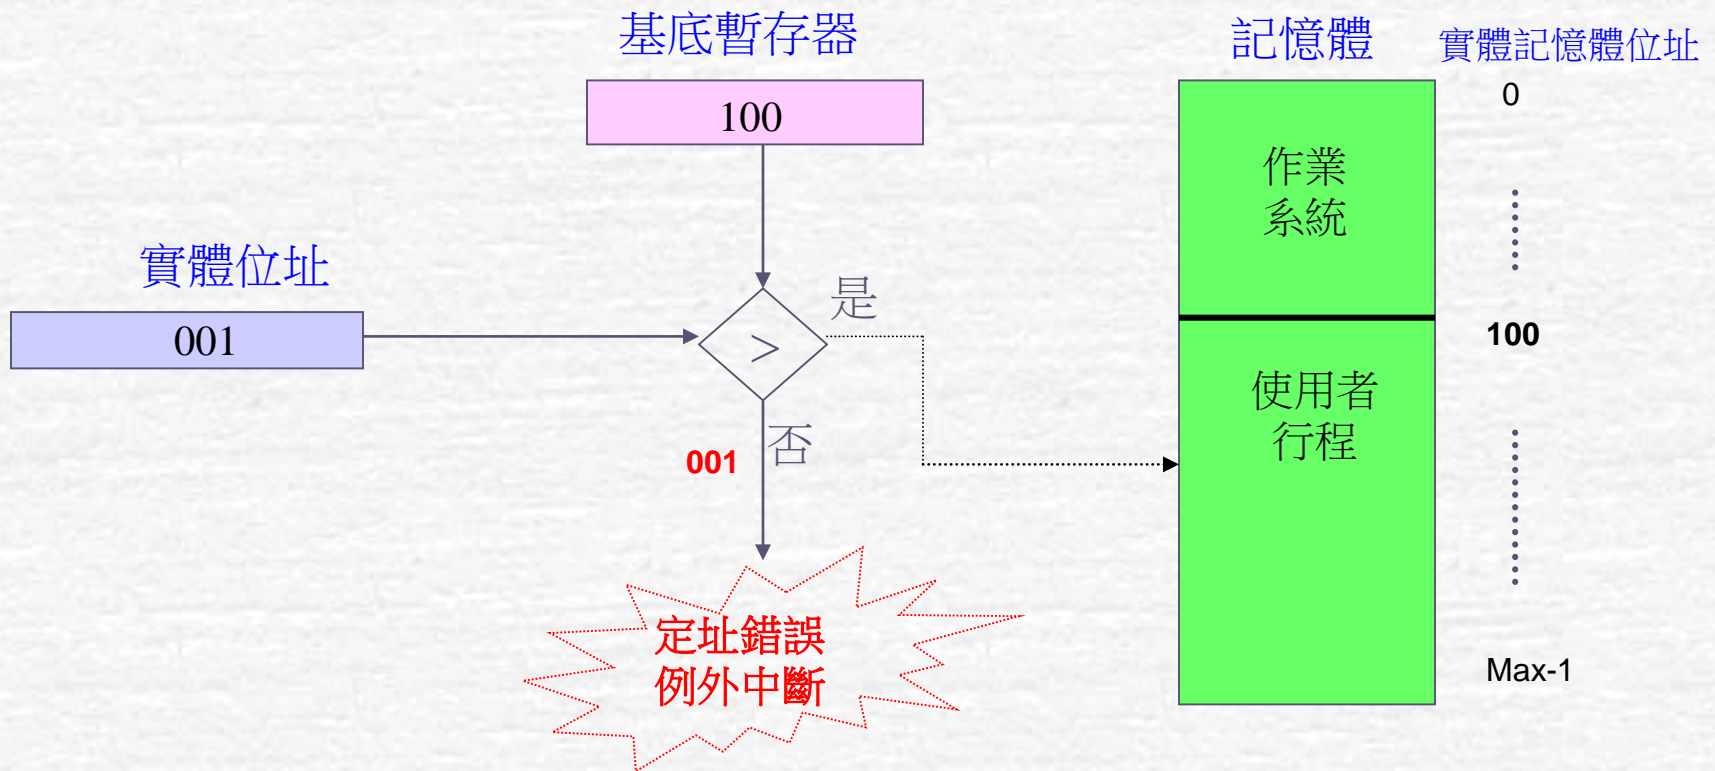 基底暫存器
記憶體
實體記憶體位址
100
0
作業
系統
實體位址
是
001
>
100
使用者
行程
否
001
定址錯誤
例外中斷
Max-1